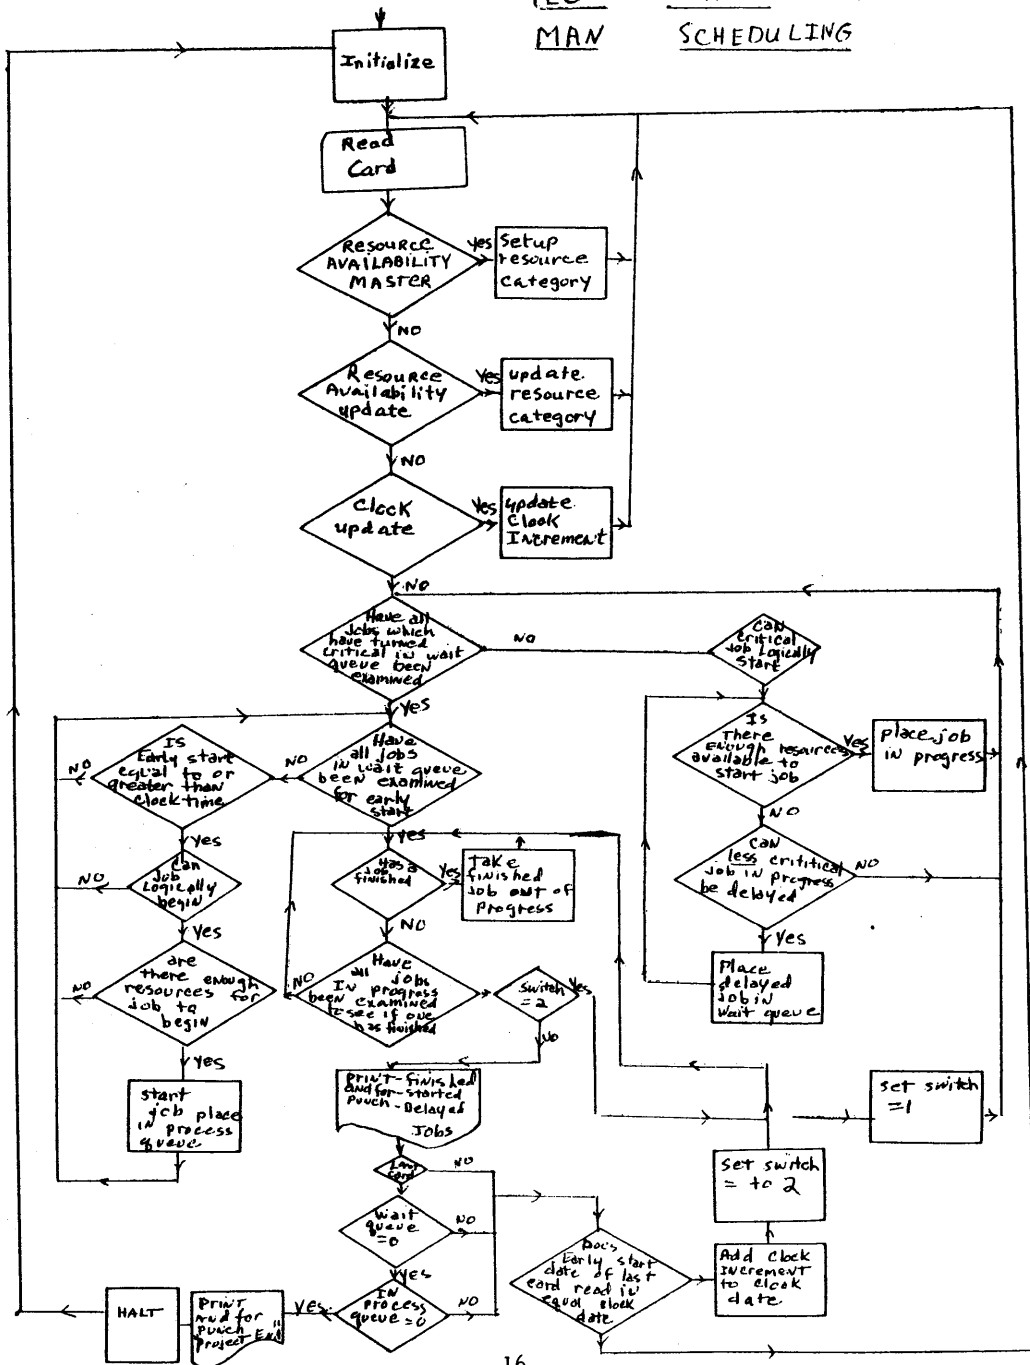 MAN SCHEDULING
Initialize
Read
Card
RESOURCE
AVAILABILITY
MASTER
Yes
Setup
resource
category
NO
Resource
Availability
update
Yes
update
resource
category
NO
Clock
update
Yes
update
Clock
Increment
NO
Have all
jobs which
have turned
critical in wait
queue been
examined
NO
CAN
critical
job Logically
start
YES
Is
There
enough resources
available to
start job
Yes
place job
in progress
NO
CAN
less crititical
job in progress
be delayed
NO
Yes
Place
delayed
Job in
wait queue
Have
all jobs
IN wait queue
been examined
for early
start
NO
IS
Early start
equal to or
greater than
clock time
NO
Yes
Can
Job
Logically
begin
NO
Yes
are
there enough
resources for
job to
begin
NO
Yes
start
job place
IN process
queue
Yes
Has a
job
finished
Yes
Take
finished
Job out of
Progress
NO
Have
all jobs
IN progress
been examined
to see if one
has finished
NO
switch
=2
Yes
NO
Print-finished
and for-started
punch-Delayed
Jobs
Last
card
NO
Wait
queue
=0
NO
Yes
IN
process
queue=0
NO
Yes
PRINT
And for
punch
project End"
HALT
Does
Early start
date of last
card read in
equal clock
date
Add Clock
Increment
to clock
date
set switch
= to 2
set switch
=1
16